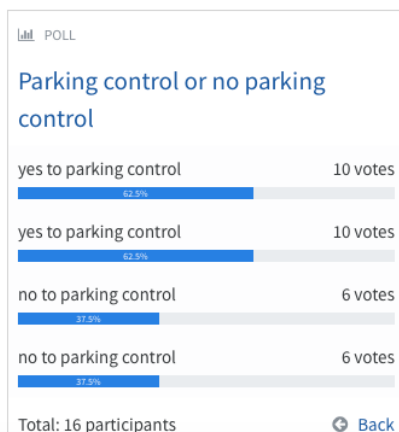 POLL
Parking control or no parking
control
yes to parking control 10 votes
62.5%
yes to parking control 10 votes
62.5%
no to parking control 6 votes
37.5%
no to parking control 6 votes
37.5%
Total: 16 participants Back